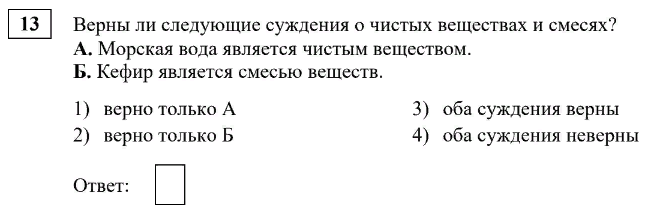 13 Верны ли следующие суждения о чистых веществах и смесях?
А. Морская вода является чистым веществом.
Б. Кефир является смесью веществ.
1) верно только А
2) верно только Б
3) оба суждения верны
4) оба суждения неверны
Ответ: